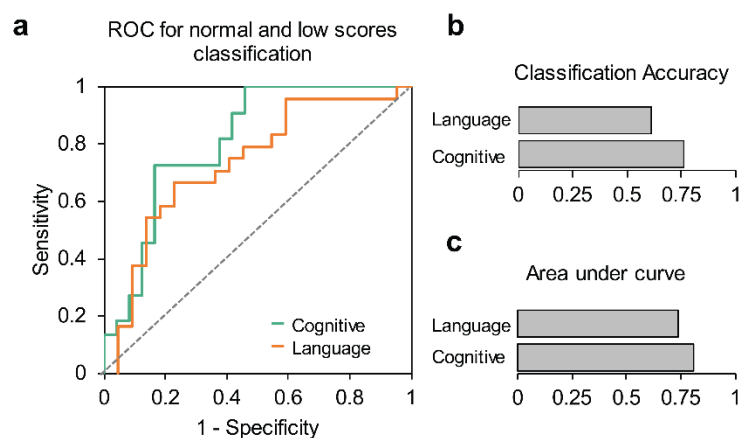 a
ROC for normal and low scores
classification
1
0.8
0.6
0.4
0.2
0
Sensitivity
Cognitive
Language
0
0.2
0.4
0.6
0.8
1
1 - Specificity
b
Classification Accuracy
Language
Cognitive
0
0.25
0.5
0.75
1
c
Area under curve
Language
Cognitive
0
0.25
0.5
0.75
1